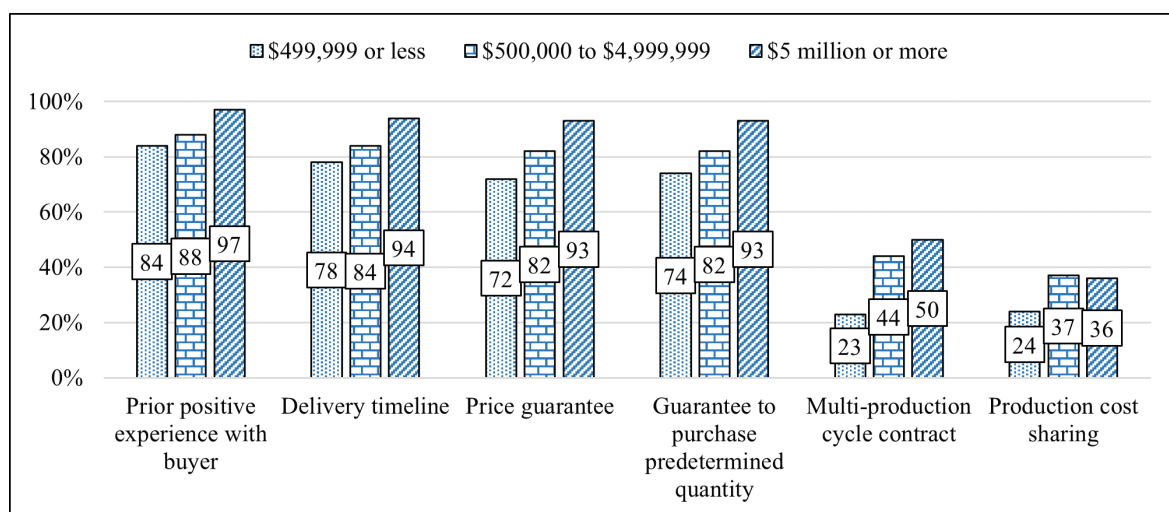 $499,999 or less $500,000 to $4,999,999 $5 million or more
100%
80%
60%
40%
20%
0%
84 88 97
78 84 94
72 82 93
74 82 93
23 44 50
24 37 36
Prior positive
experience with
buyer
Delivery timeline
Price guarantee
Guarantee to
purchase
predetermined
quantity
Multi-production
cycle contract
Production cost
sharing